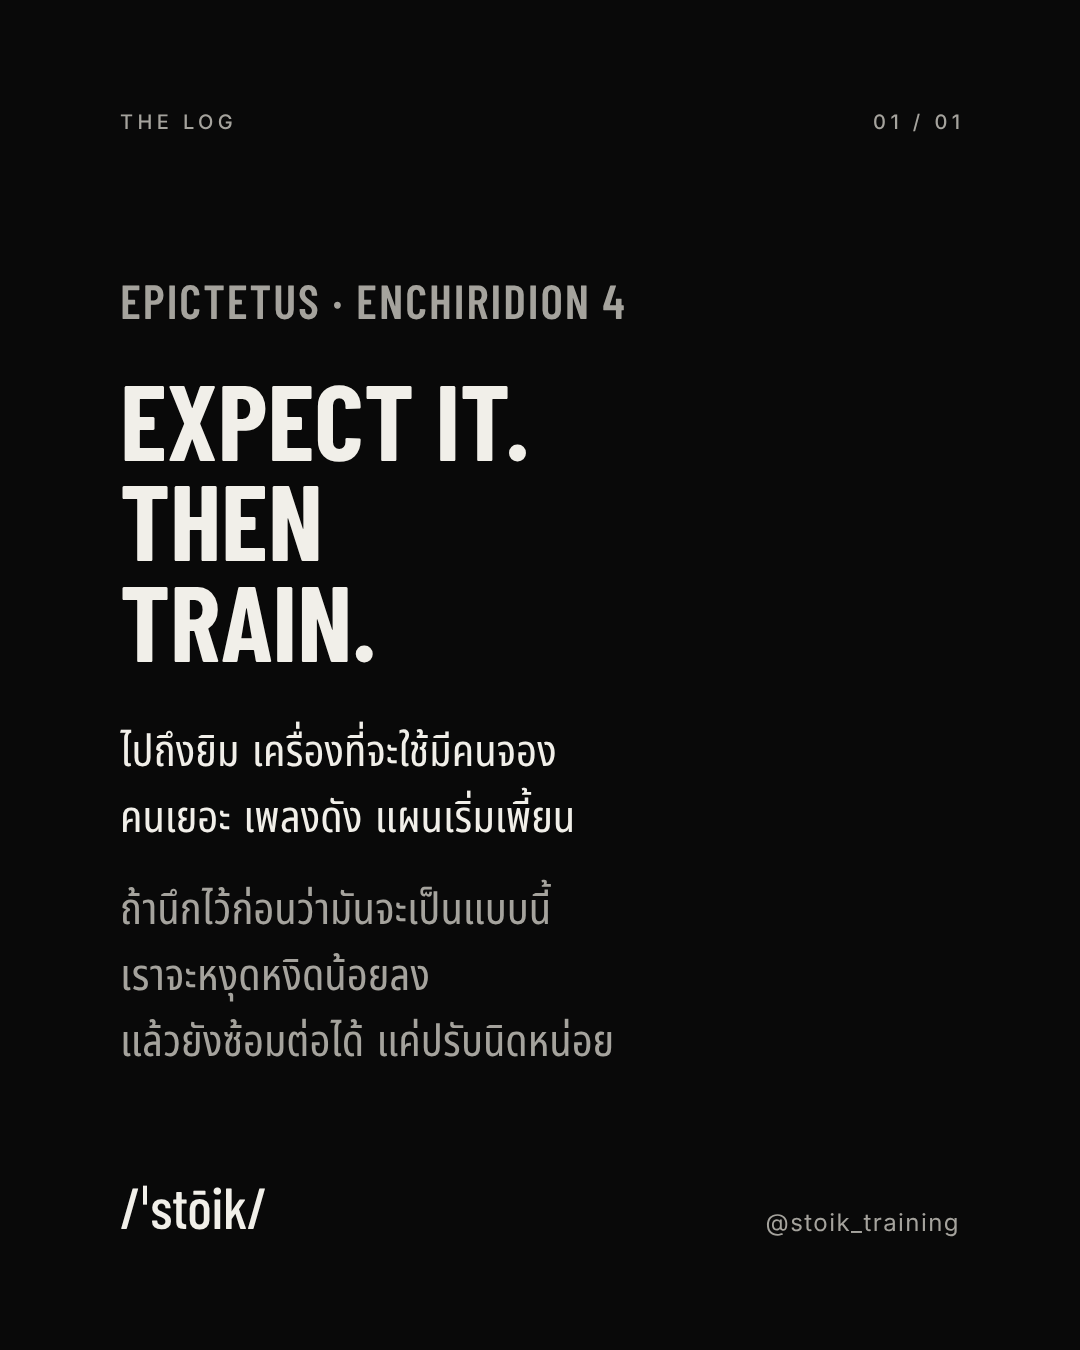 THE LOG
01 / 01
EPICTETUS · ENCHIRIDION 4
EXPECT IT.
THEN
TRAIN.
ไปถึงยิม เครื่องที่จะใช้มีคนจอง
คนเยอะ เพลงดัง แผนเริ่มเพี้ยน
ถ้านึกไว้ก่อนว่ามันจะเป็นแบบนี้
เราจะหงุดหงิดน้อยลง
แล้วยังซ้อมต่อได้ แค่ปรับนิดหน่อย
/ˈstōik/
@stoik_training